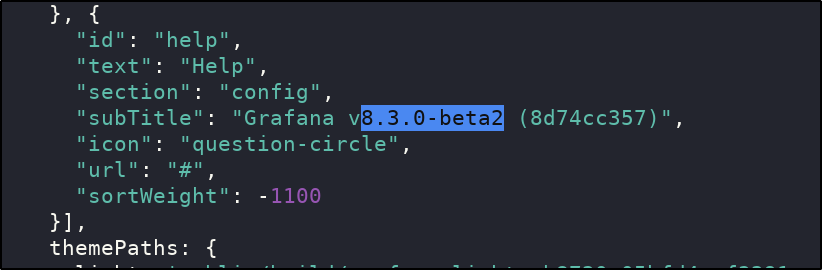 }, {
"id": "help",
"text": "Help",
"section": "config",
"subTitle": "Grafana v8.3.0-beta2 (8d74cc357)",
"icon": "question-circle",
"url": "#",
"sortWeight": -1100
}],
themePaths: {